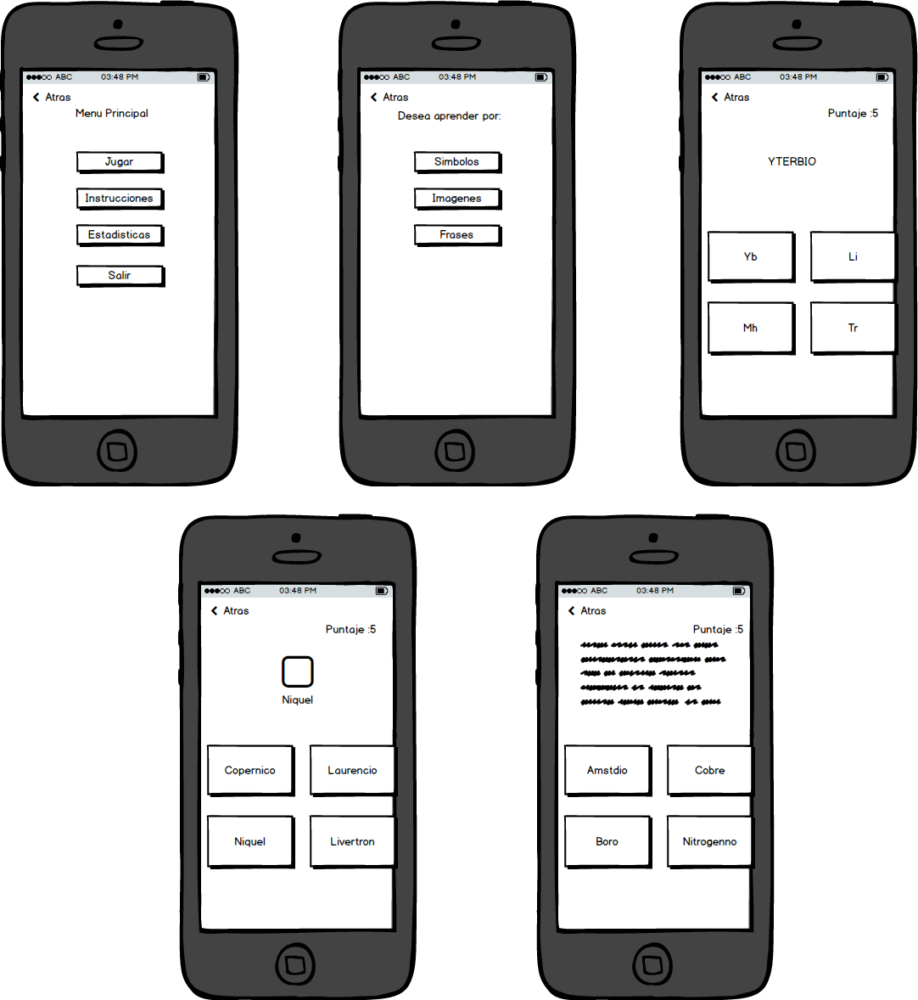 ABC 03:48 PM
Atras
Menu Principal
Jugar
Instrucciones
Estadisticas
Salir
ABC 03:48 PM
Atras
Desea aprender por:
Simbolos
Imagenes
Frases
ABC 03:48 PM
Atras
Puntaje :5
YTERBIO
Yb
Li
Mh
Tr
ABC 03:48 PM
Atras
Puntaje :5
Niquel
Copernico
Laurencio
Niquel
Livertron
ABC 03:48 PM
Atras
Puntaje :5
Amstdio
Cobre
Boro
Nitrogenno